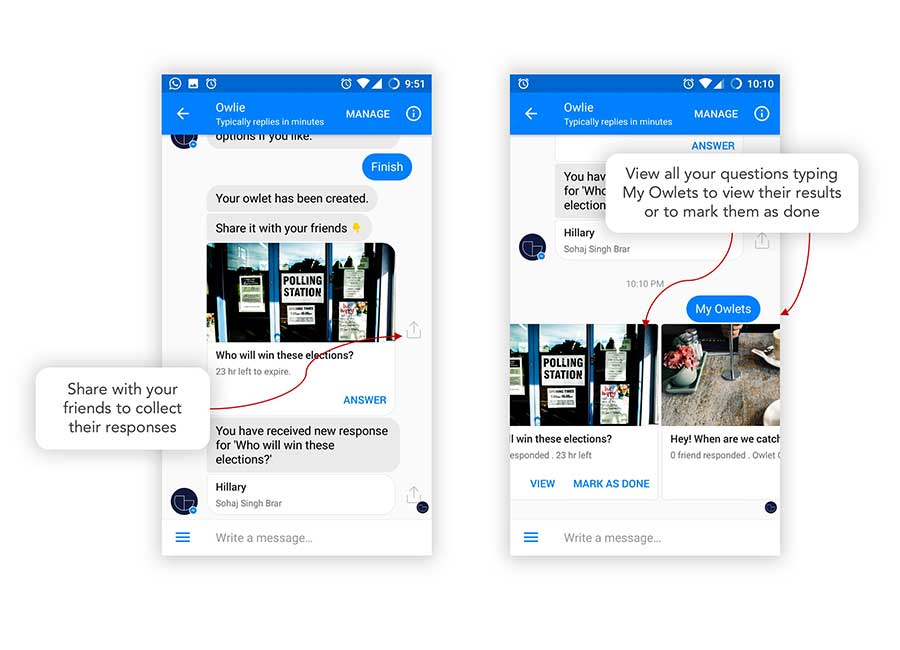 9:51
Owlie
Typically replies in minutes
MANAGE
options if you like.
Finish
Your owlet has been created.
Share it with your friends 👇
POLLING
STATION
Who will win these elections?
23 hr left to expire.
ANSWER
You have received new response
for 'Who will win these
elections?'
Hillary
Sohaj Singh Brar
Write a message...
Share with your
friends to collect
their responses
10:10
Owlie
Typically replies in minutes
MANAGE
ANSWER
You have
for 'Who
election
View all your questions typing
My Owlets to view their results
or to mark them as done
Hillary
Sohaj Singh Brar
10:10 PM
My Owlets
POLLING
STATION
l win these elections?
esponded . 23 hr left
VIEW
MARK AS DONE
Hey! When are we catch
0 friend responded . Owlet
Write a message...